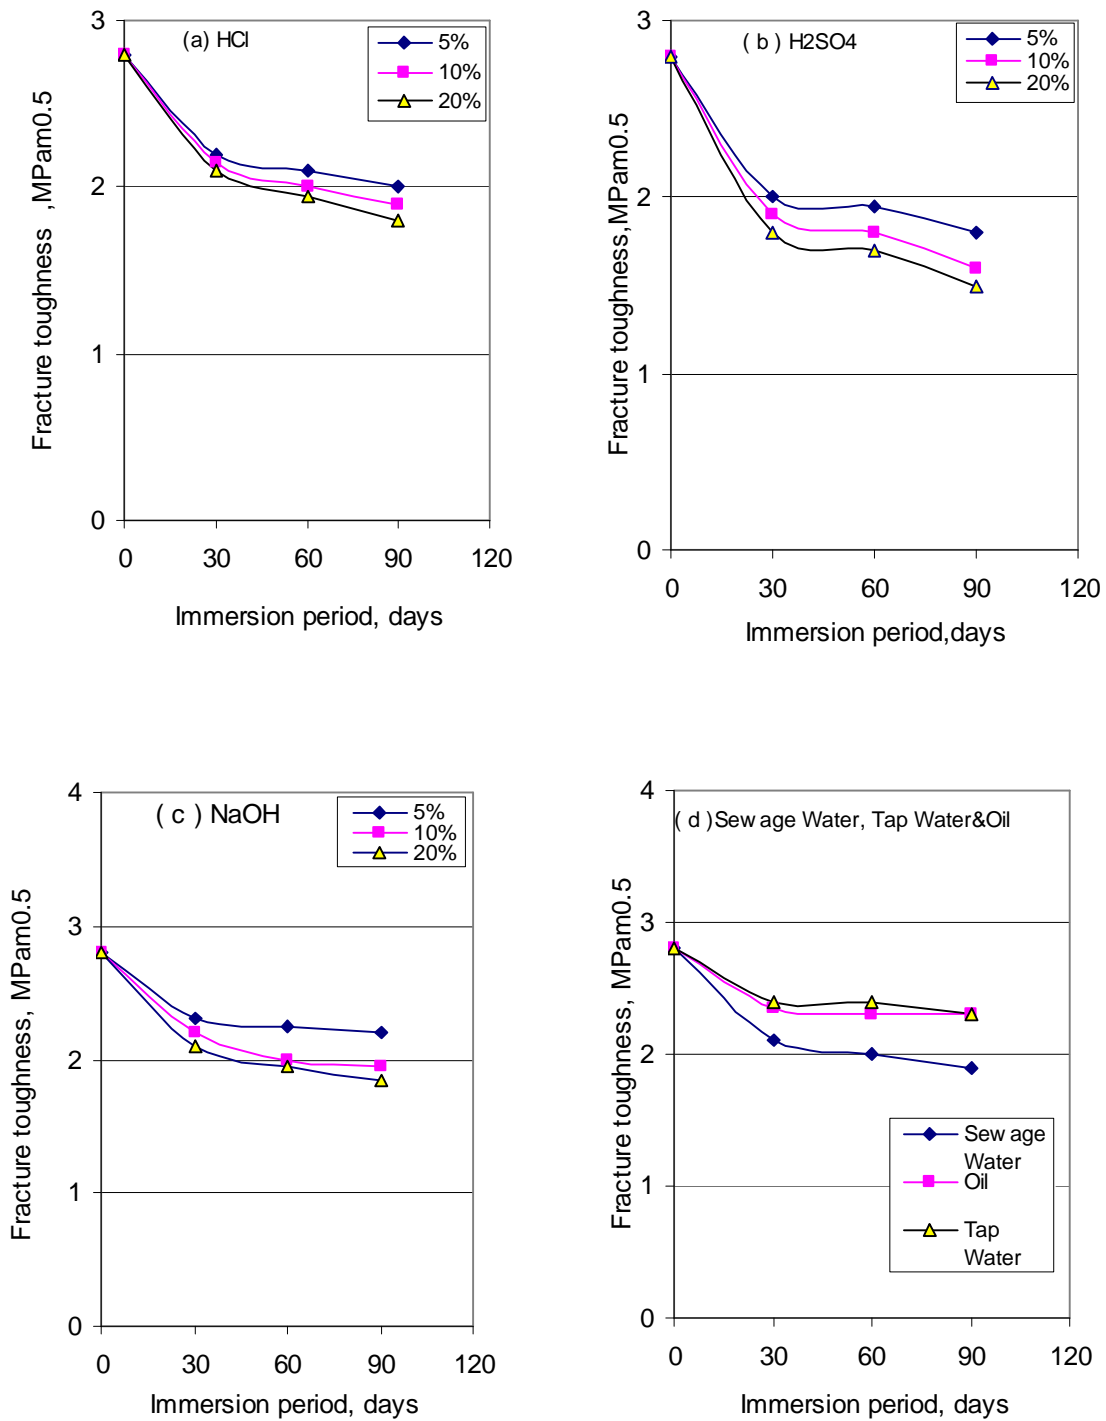 (a) HCl
5%
10%
20%
3
2
1
0
0 30 60 90 120
Fracture toughness ,MPam0.5
Immersion period, days
( b ) H2SO4
5%
10%
20%
3
2
1
0
0 30 60 90 120
Fracture toughness,MPam0.5
Immersion period,days
( c ) NaOH
5%
10%
20%
4
3
2
1
0
0 30 60 90 120
Fracture toughness, MPam0.5
Immersion period, days
( d )Sew age Water, Tap Water&Oil
4
3
2
1
0
0 30 60 90 120
Fracture toughness, MPam0.5
Sew age
Water
Oil
Tap
Water
Immersion period, days